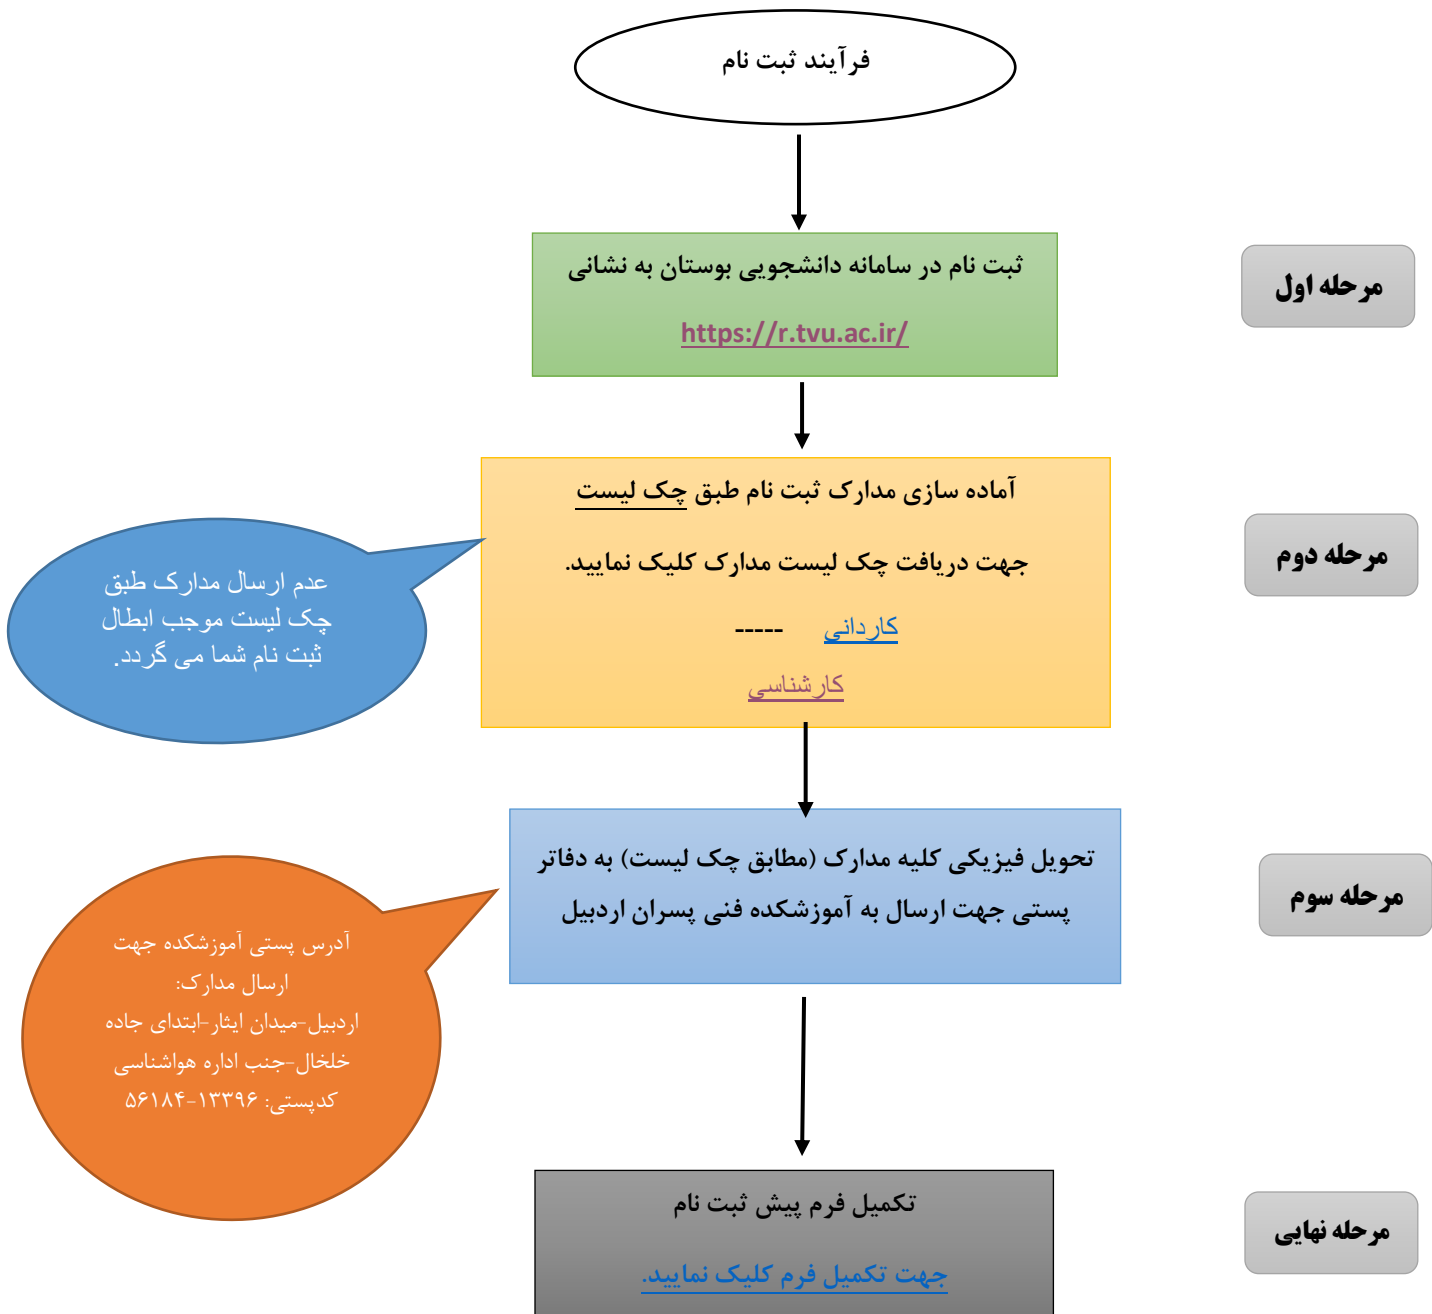 فرآیند ثبت نام
مرحله اول
ثبت نام در سامانه دانشجویی بوستان به نشانی
https://r.tvu.ac.ir/
مرحله دوم
آماده سازی مدارک ثبت نام طبق چک لیست
جهت دریافت چک لیست مدارک کلیک نمایید.
کاردانی -----
کارشناسی
عدم ارسال مدارک طبق
چک لیست موجب ابطال
ثبت نام شما می گردد.
مرحله سوم
تحویل فیزیکی کلیه مدارک (مطابق چک لیست) به دفاتر
پستی جهت ارسال به آموزشکده فنی پسران اردبیل
آدرس پستی آموزشکده جهت
ارسال مدارک:
اردبیل-میدان ایثار-ابتدای جاده
خلخال-جنب اداره هواشناسی
کدپستی: ۱۳۳۹۶-۵۶۱۸۴
مرحله نهایی
تکمیل فرم پیش ثبت نام
جهت تکمیل فرم کلیک نمایید.